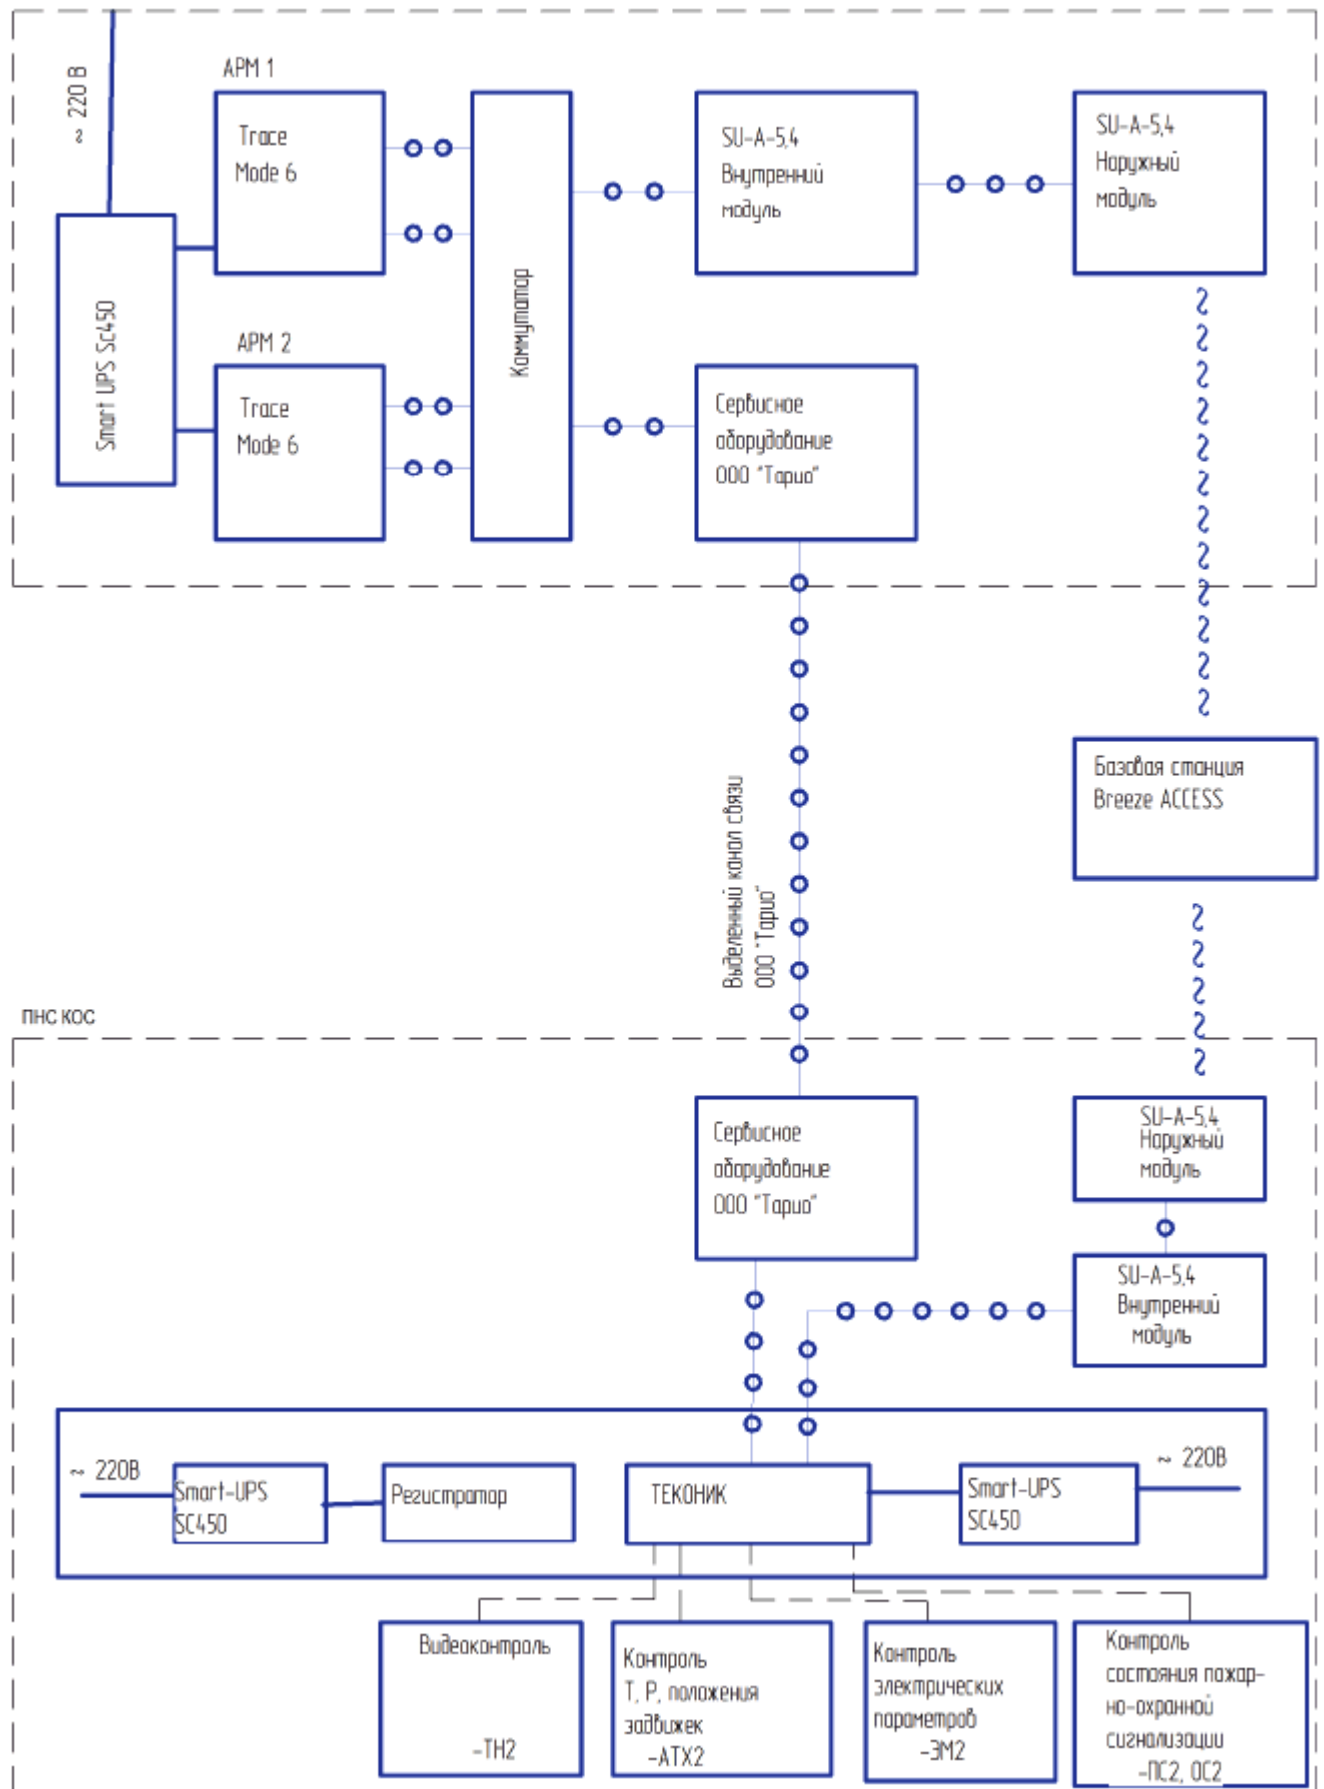 ~ 220 В
АРМ 1
Trace
Mode 6
Smart UPS Sc450
АРМ 2
Trace
Mode 6
Коммутатор
SU-A-5,4
Внутренний
модуль
SU-A-5,4
Наружный
модуль
Сервисное
оборудование
ООО "Тарио"
Выделенный канал связи
ООО "Тарио"
Базовая станция
Breeze ACCESS
ПНС КОС
Сервисное
оборудование
ООО "Тарио"
SU-A-5,4
Наружный
модуль
SU-A-5,4
Внутренний
модуль
~ 220В
Smart-UPS
SC450
Регистратор
ТЕКОНИК
Smart-UPS
SC450
~ 220В
Видеоконтроль
-ТН2
Контроль
Т, Р, положения
задвижек
-АТХ2
Контроль
электрических
параметров
-ЭМ2
Контроль
состояния пожар-
но-охранной
сигнализации
-ПС2, ОС2